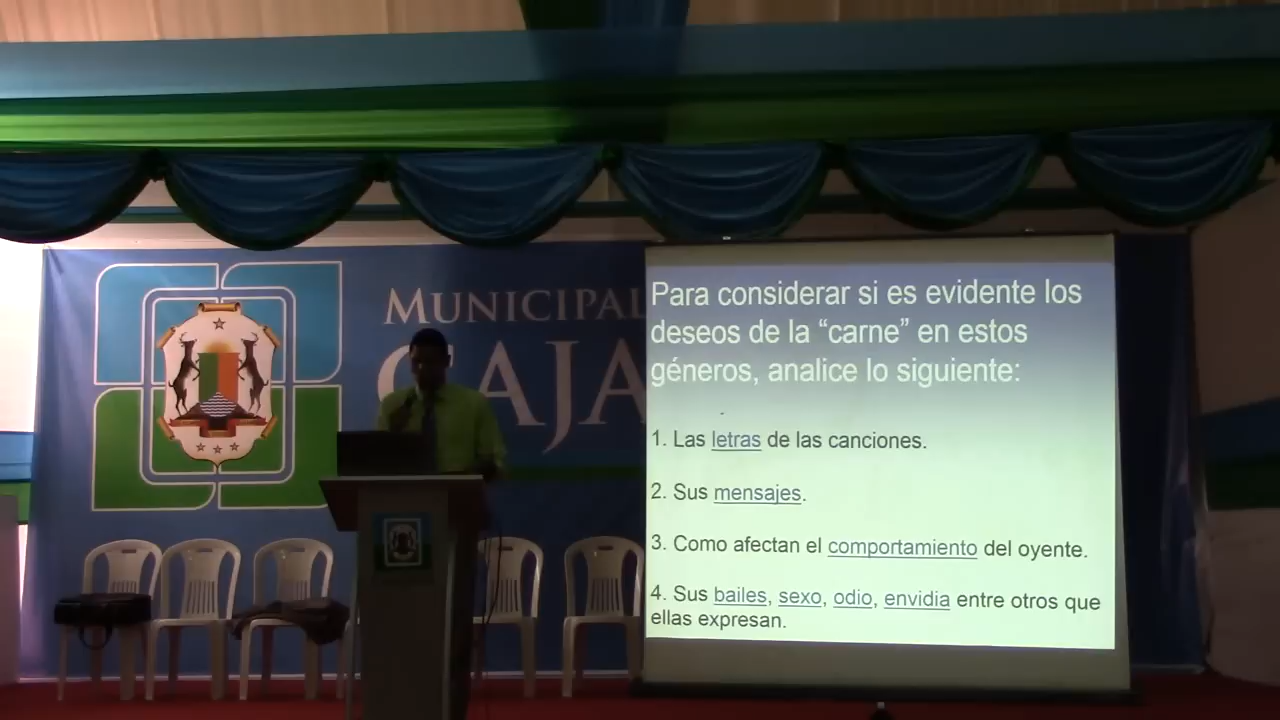 MUNICIPAL
CAJA
Para considerar si es evidente los
deseos de la “carne” en estos
géneros, analice lo siguiente:
1. Las letras de las canciones.
2. Sus mensajes.
3. Como afectan el comportamiento del oyente.
4. Sus bailes, sexo, odio, envidia entre otros que
ellas expresan.